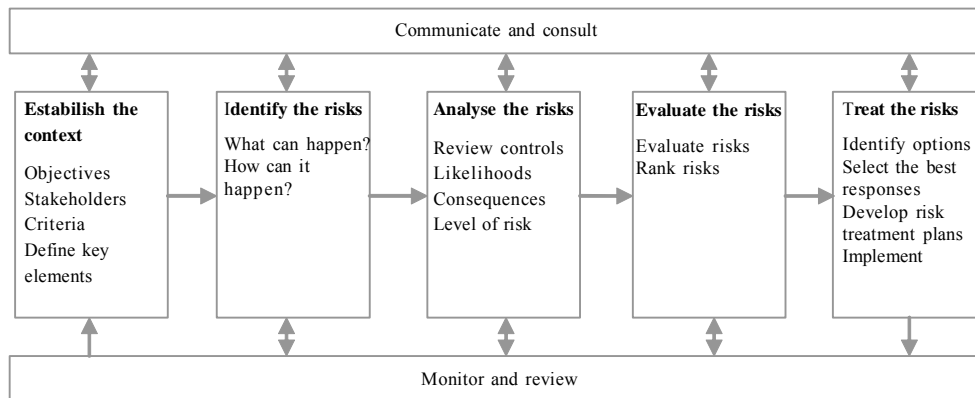 Communicate and consult
Estabilish the
context
Objectives
Stakeholders
Criteria
Define key
elements
Identify the risks
What can happen?
How can it
happen?
Analyse the risks
Review controls
Likelihoods
Consequences
Level of risk
Evaluate the risks
Evaluate risks
Rank risks
Treat the risks
Identify options
Select the best
responses
Develop risk
treatment plans
Implement
Monitor and review